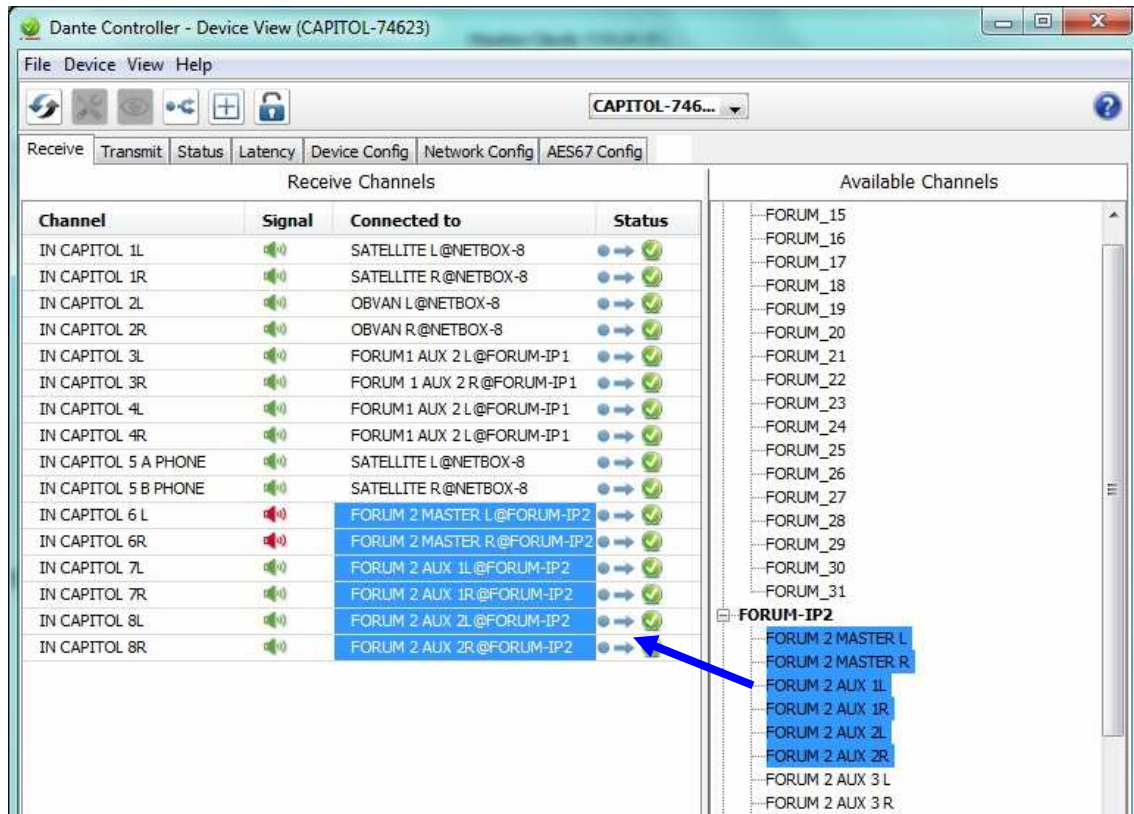 Dante Controller - Device View (CAPITOL-74623)
File Device View Help
CAPITOL-746...
Receive Transmit Status Latency Device Config Network Config AES67 Config
Receive Channels
Channel Signal Connected to Status
IN CAPITOL 1L SATELLITE L@NETBOX-8
IN CAPITOL 1R SATELLITE R@NETBOX-8
IN CAPITOL 2L OBVAN L@NETBOX-8
IN CAPITOL 2R OBVAN R@NETBOX-8
IN CAPITOL 3L FORUM1 AUX 2 L@FORUM-IP1
IN CAPITOL 3R FORUM 1 AUX 2 R@FORUM-IP1
IN CAPITOL 4L FORUM1 AUX 2 L@FORUM-IP1
IN CAPITOL 4R FORUM1 AUX 2 L@FORUM-IP1
IN CAPITOL 5 A PHONE SATELLITE L@NETBOX-8
IN CAPITOL 5 B PHONE SATELLITE R@NETBOX-8
IN CAPITOL 6 L FORUM 2 MASTER L@FORUM-IP2
IN CAPITOL 6R FORUM 2 MASTER R@FORUM-IP2
IN CAPITOL 7L FORUM 2 AUX 1L@FORUM-IP2
IN CAPITOL 7R FORUM 2 AUX 1R@FORUM-IP2
IN CAPITOL 8L FORUM 2 AUX 2L@FORUM-IP2
IN CAPITOL 8R FORUM 2 AUX 2R@FORUM-IP2
Available Channels
FORUM_15
FORUM_16
FORUM_17
FORUM_18
FORUM_19
FORUM_20
FORUM_21
FORUM_22
FORUM_23
FORUM_24
FORUM_25
FORUM_26
FORUM_27
FORUM_28
FORUM_29
FORUM_30
FORUM_31
FORUM-IP2
FORUM 2 MASTER L
FORUM 2 MASTER R
FORUM 2 AUX 1L
FORUM 2 AUX 1R
FORUM 2 AUX 2L
FORUM 2 AUX 2R
FORUM 2 AUX 3 L
FORUM 2 AUX 3 R